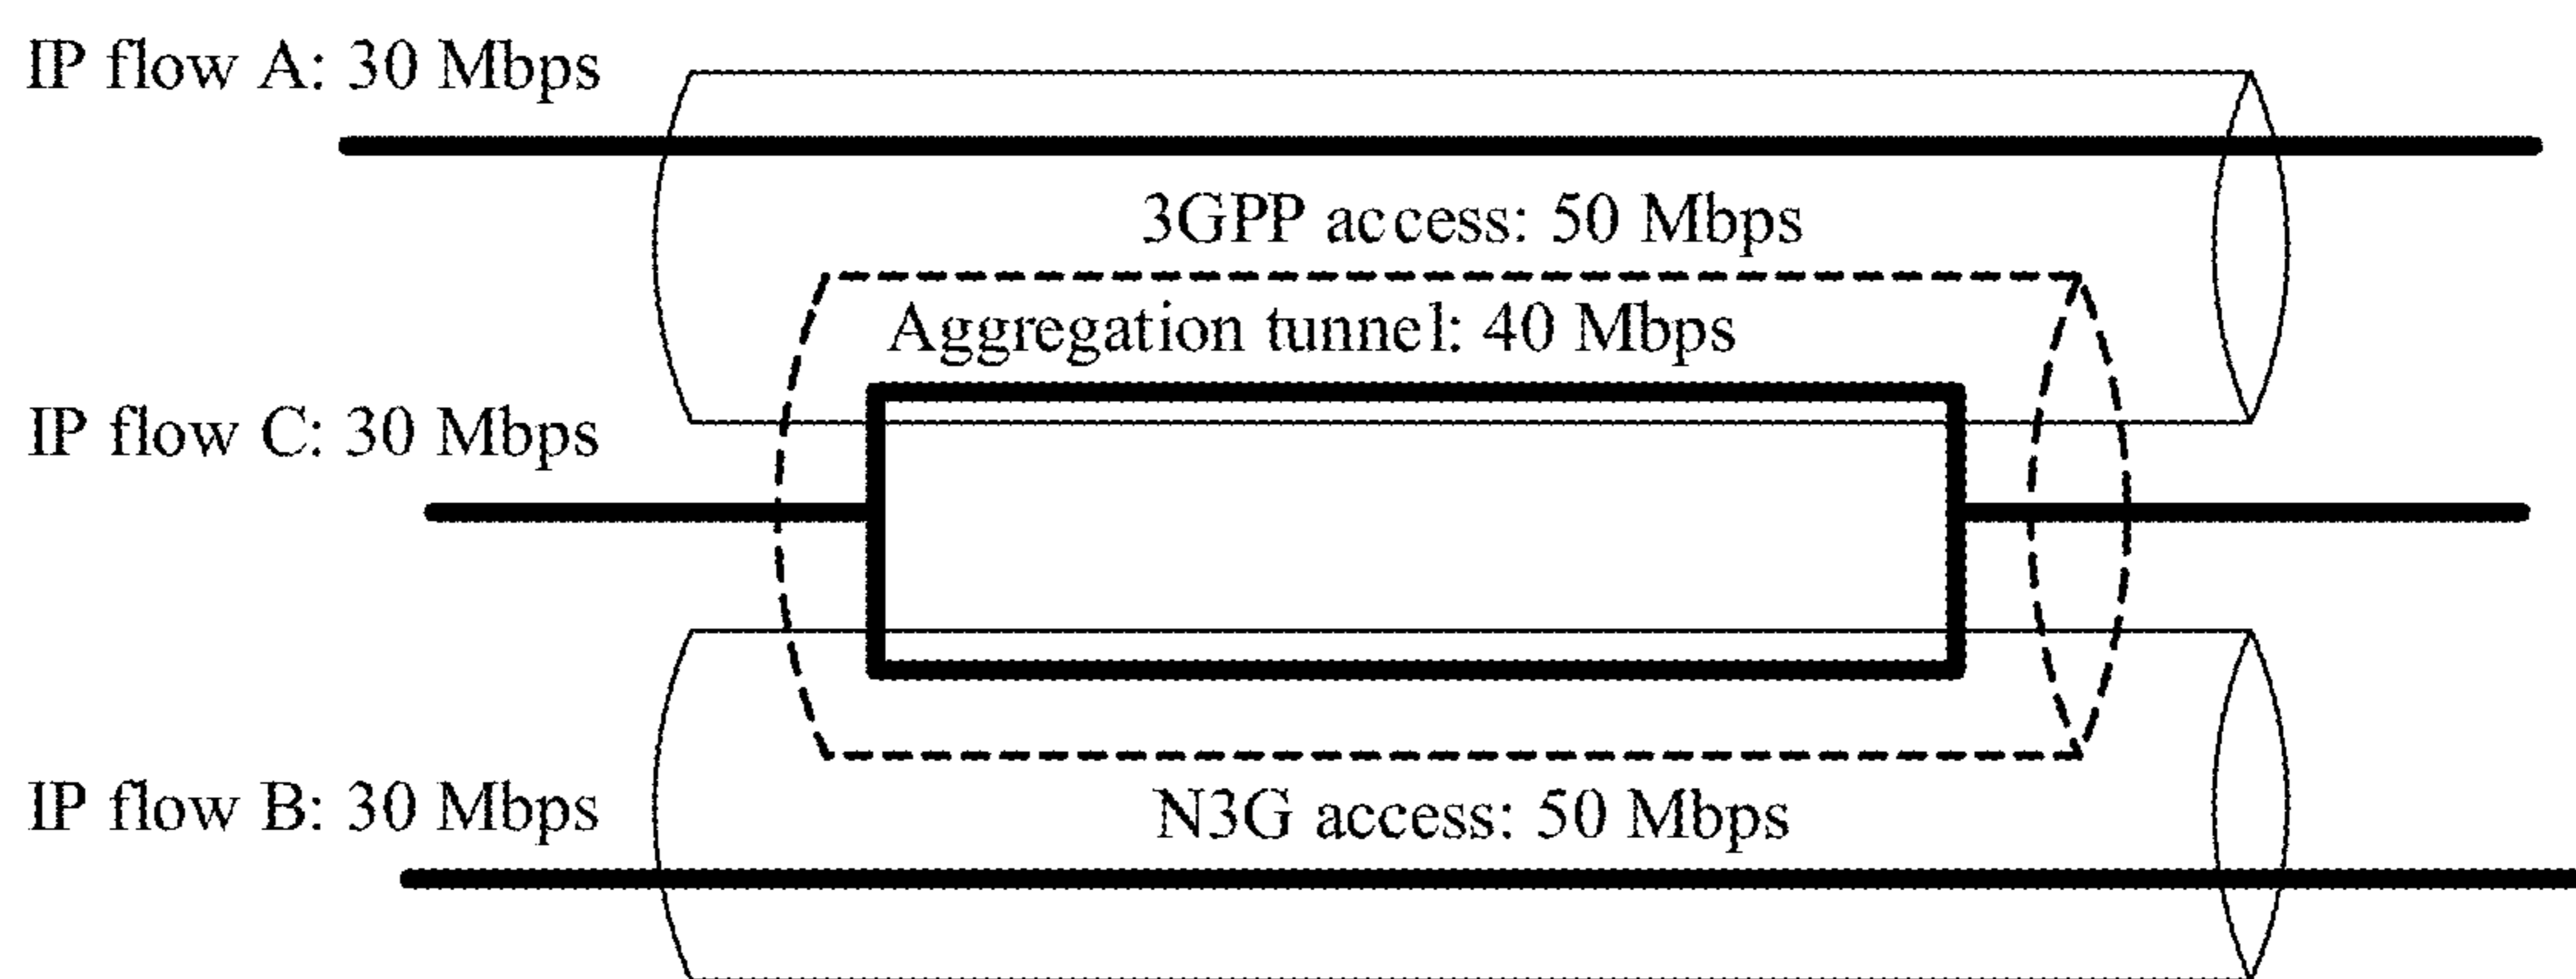 IP flow A: 30 Mbps
3GPP access: 50 Mbps
Aggregation tunnel: 40 Mbps
IP flow C: 30 Mbps
IP flow B: 30 Mbps
N3G access: 50 Mbps